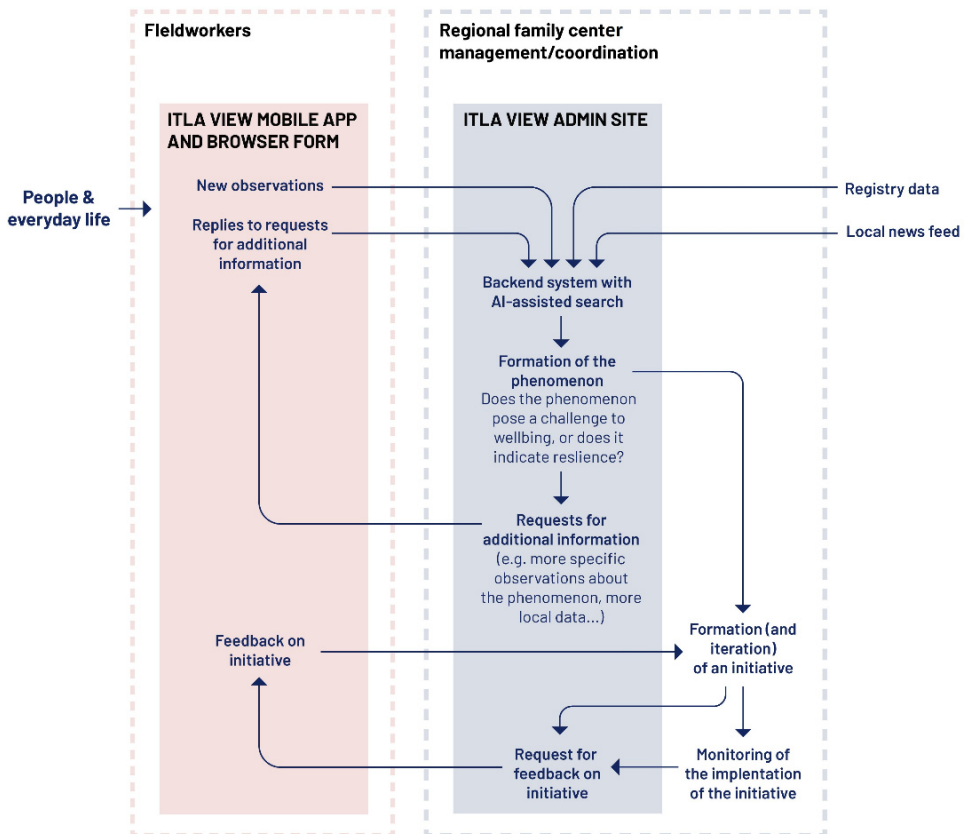 Fieldworkers
Regional family center
management/coordination
ITLA VIEW MOBILE APP
AND BROWSER FORM
ITLA VIEW ADMIN SITE
People &
everyday life
New observations
Replies to requests
for additional
information
Registry data
Local news feed
Backend system with
AI-assisted search
Formation of the
phenomenon
Does the phenomenon
pose a challenge to
wellbing, or does it
indicate reslience?
Requests for
additional information
(e.g. more specific
observations about
the phenomenon, more
local data...)
Feedback on
initiative
Formation (and
iteration)
of an initiative
Request for
feedback on
initiative
Monitoring of
the implentation
of the initiative